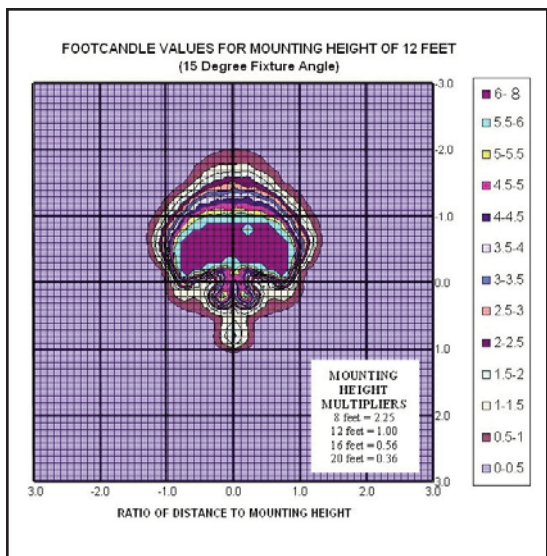 FOOTCANDLE VALUES FOR MOUNTING HEIGHT OF 12 FEET
(15 Degree Fixture Angle)
-3.0
-2.0
-1.0
0.0
1.0
2.0
3.0
3.0 2.0 1.0 0.0 1.0 2.0 3.0
RATIO OF DISTANCE TO MOUNTING HEIGHT
MOUNTING
HEIGHT
MULTIPLIERS
8 feet = 2.25
12 feet = 1.00
16 feet = 0.56
20 feet = 0.36
6-8
5.5-6
5-5.5
4.5-5
4-4.5
3.5-4
3-3.5
2.5-3
2-2.5
1.5-2
1-1.5
0.5-1
0-0.5